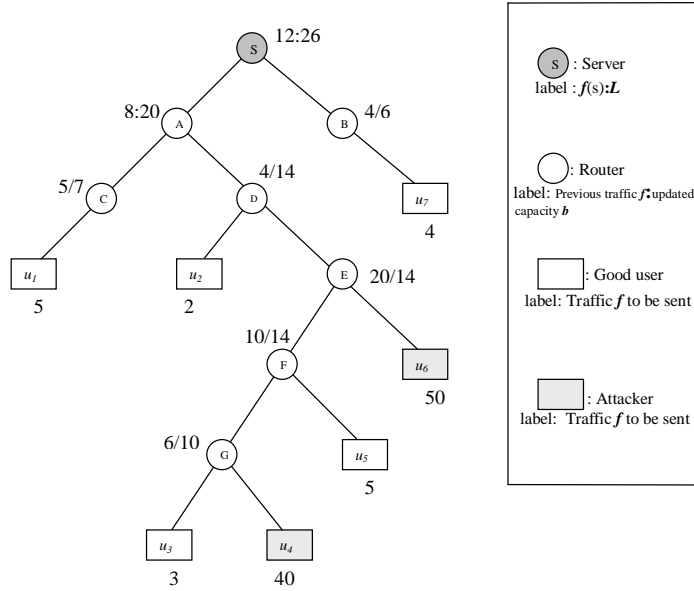 12:26
S
8:20
A
4/6
B
5/7
C
4/14
D
u7
4
u1
5
u2
2
E
20/14
10/14
F
u6
50
6/10
G
u5
5
u3
3
u4
40
S : Server
label : f(s):L
: Router
label: Previous traffic f:updated
capacity b
: Good user
label: Traffic f to be sent
: Attacker
label: Traffic f to be sent